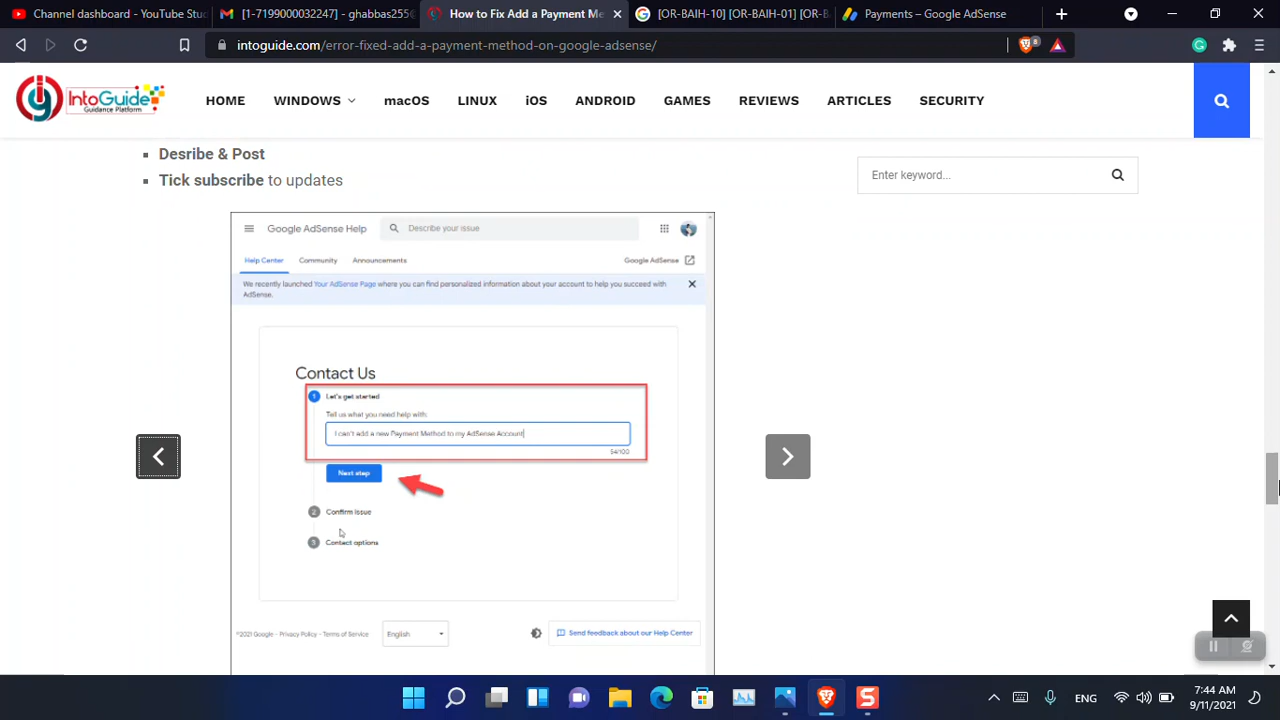 Channel dashboard - YouTube Stu
[1-719900032247] - ghabbas255@
How to Fix Add a Payment Me
[OR-BAIH-06] [OR-BAIH-01] [OR-B
Payments – Google AdSense
intoguide.com/error-fixed-add-a-payment-method-on-google-adsense/
8
IntoGuide
Guidance Platform
HOME
WINDOWS
macOS
LINUX
iOS
ANDROID
GAMES
REVIEWS
ARTICLES
SECURITY
Desribe & Post
Tick subscribe to updates
Enter keyword...
Google AdSense Help
Describe your issue
Help Center
Community
Announcements
Google AdSense
We recently launched Your AdSense Page where you can find personalized information about your account to help you succeed with
AdSense.
Contact Us
1
Let's get started
Tell us what you need help with:
I can't add a new Payment Method to my AdSense Account
54/100
Next step
2
Confirm issue
3
Contact options
©2021 Google - Privacy Policy - Terms of Service
English
Send feedback about our Help Center
ENG
7:44 AM
9/11/2021